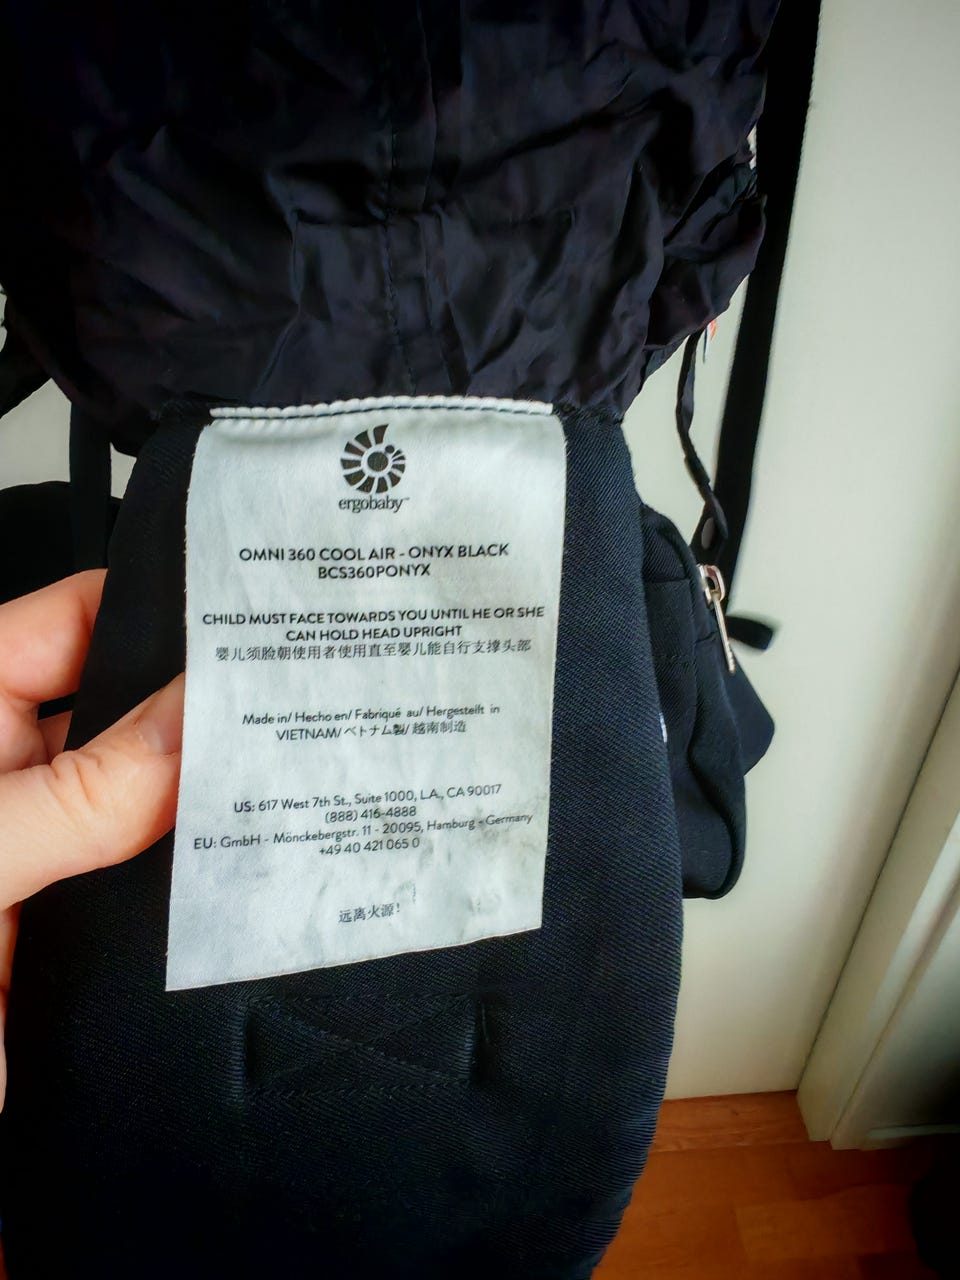 ergobaby™
OMNI 360 COOL AIR - ONYX BLACK
BCS360PONYX
CHILD MUST FACE TOWARDS YOU UNTIL HE OR SHE
CAN HOLD HEAD UPRIGHT
婴儿须脸朝使用者使用直至婴儿能自行支撑头部
Made in/ Hecho en/ Fabriqué au/ Hergestellt in
VIETNAM/ベトナム製/ 越南制造
US: 617 West 7th St., Suite 1000, L.A., CA 90017
(888) 416-4888
EU: GmbH - Mönckebergstr. 11 - 20095, Hamburg - Germany
+49 40 421 065 0
远离火源!